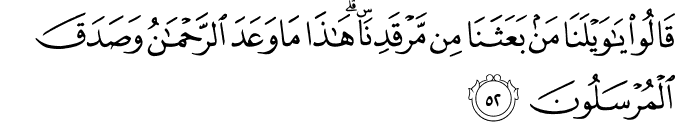 قَالُوا۟ يَـٰوَيْلَنَا مَنۢ بَعَثَنَا مِن مَّرْقَدِنَا ۜ ۗ هَـٰذَا مَا وَعَدَ ٱلرَّحْمَـٰنُ وَصَدَقَ
ٱلْمُرْسَلُونَ ٥٢